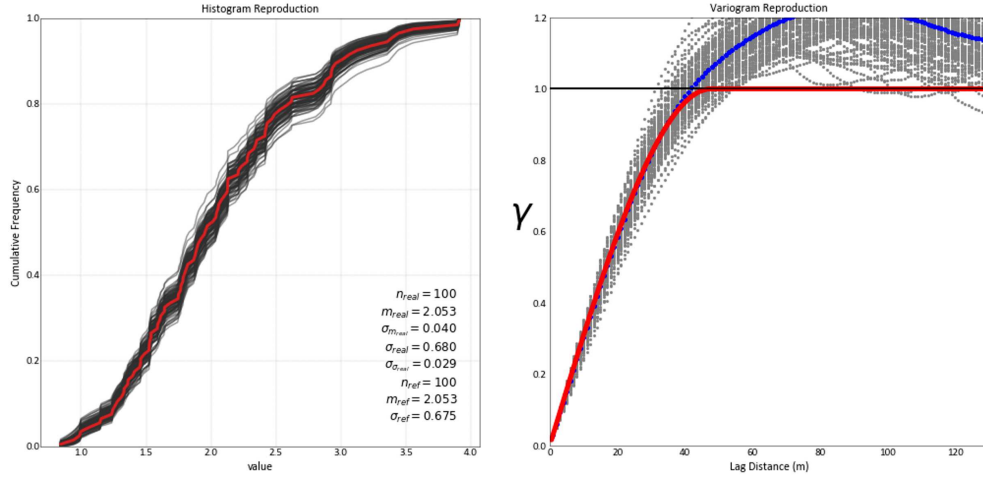 Histogram Reproduction
1.0
0.8
0.6
0.4
0.2
0.0
Cumulative Frequency
1.0 1.5 2.0 2.5 3.0 3.5 4.0
value
n_real = 100
m_real = 2.053
σ_m_real = 0.040
σ_real = 0.680
σ_σ_real = 0.029
n_ref = 100
m_ref = 2.053
σ_ref = 0.675
Variogram Reproduction
1.2
1.0
0.8
0.6
0.4
0.2
0.0
γ
0 20 40 60 80 100 120
Lag Distance (m)